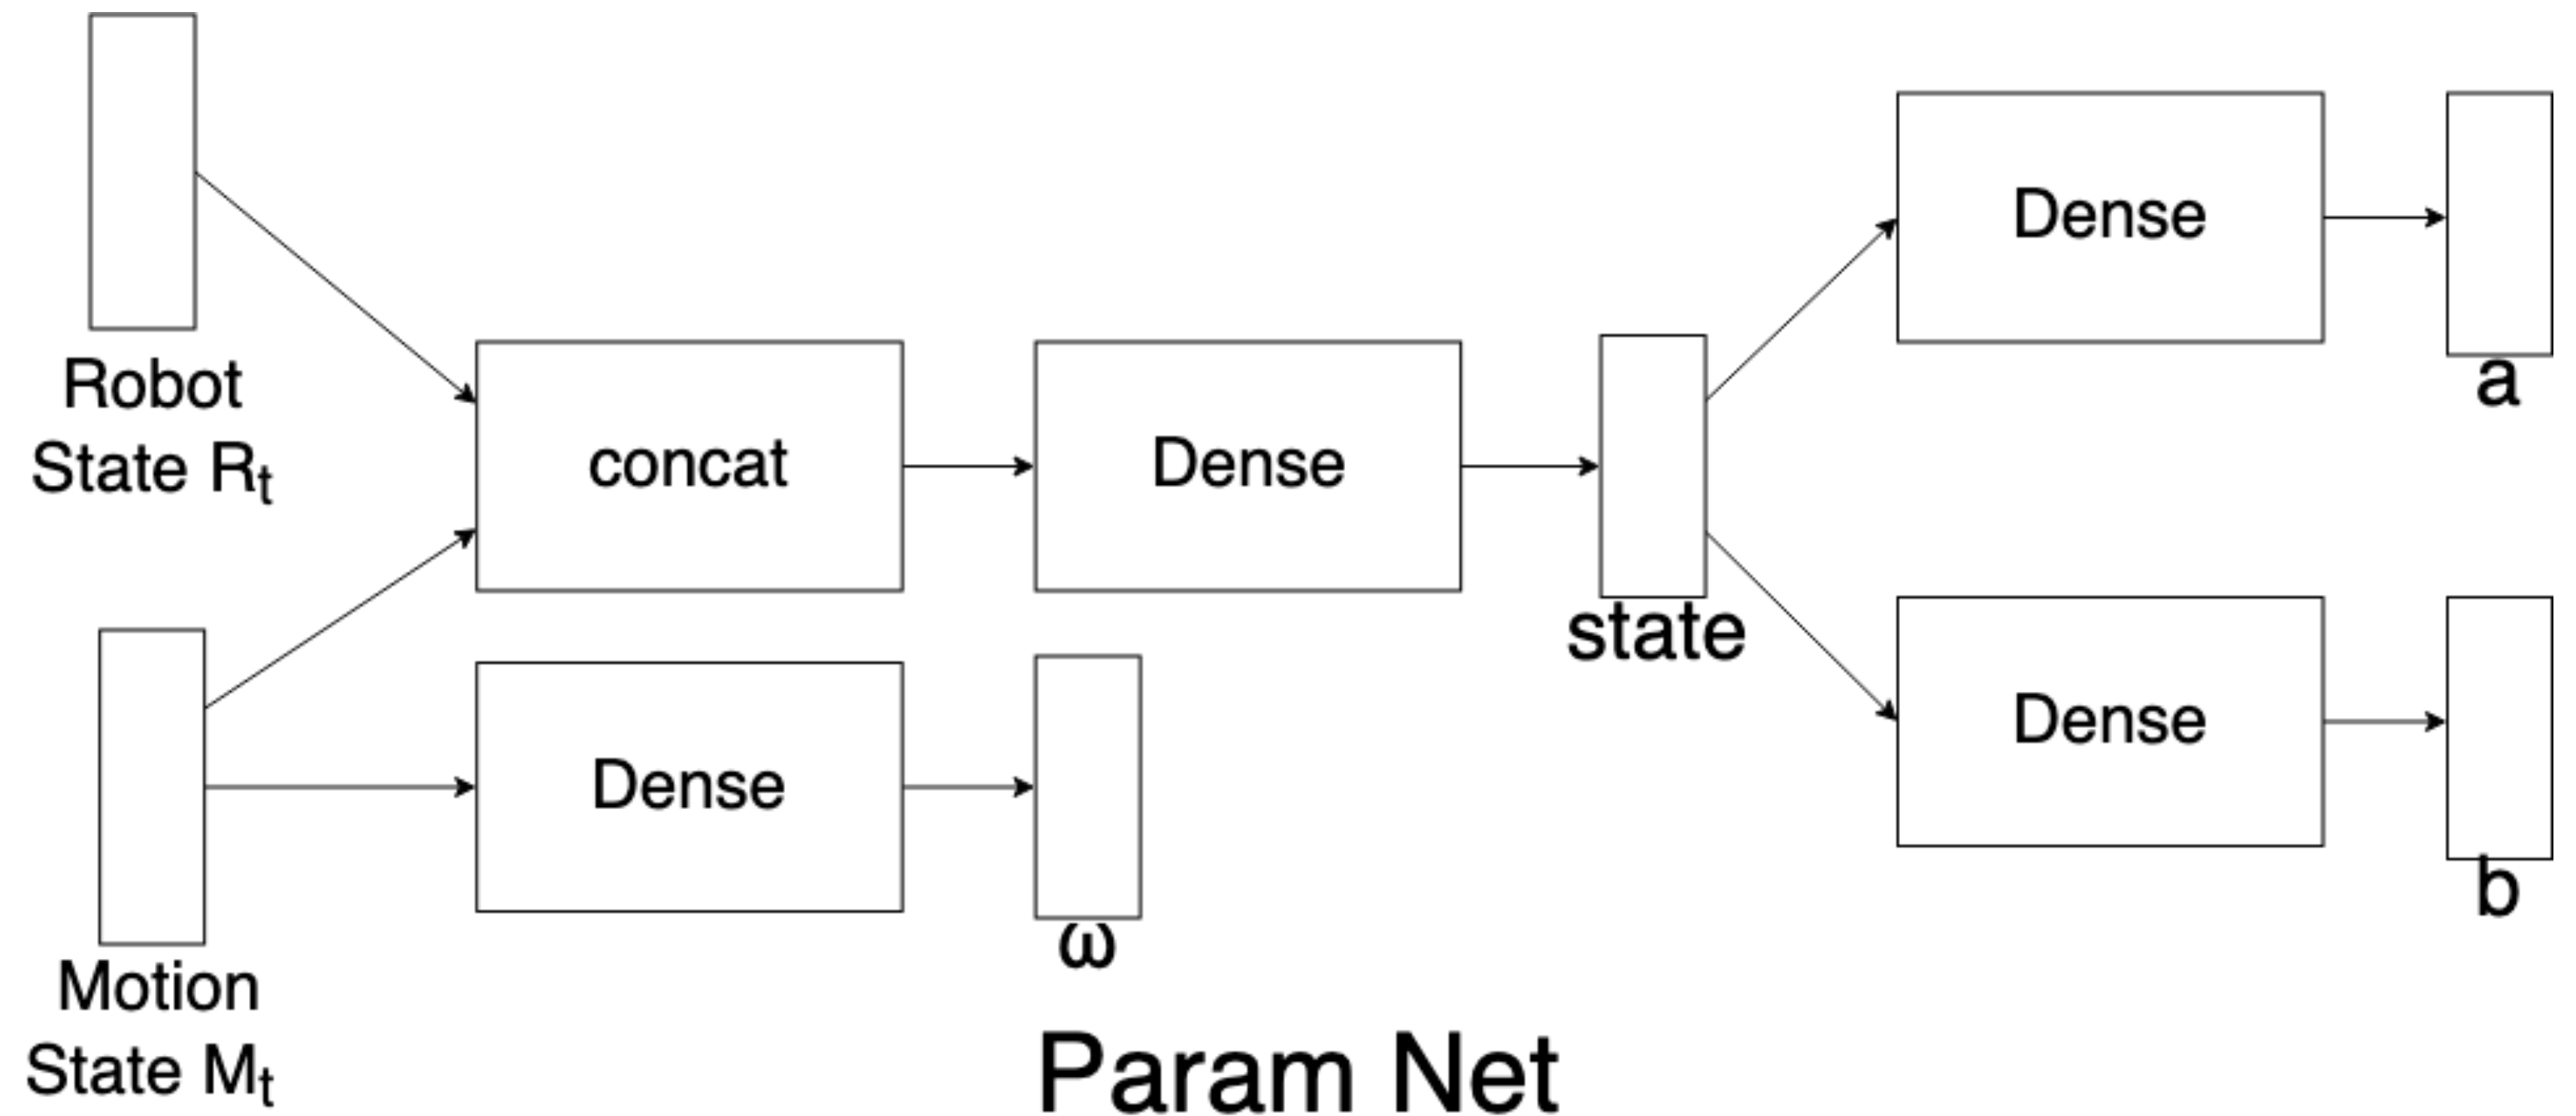 Robot
State Rₜ
concat
Dense
state
Dense
a
Dense
b
Motion
State Mₜ
Dense
ω
Param Net